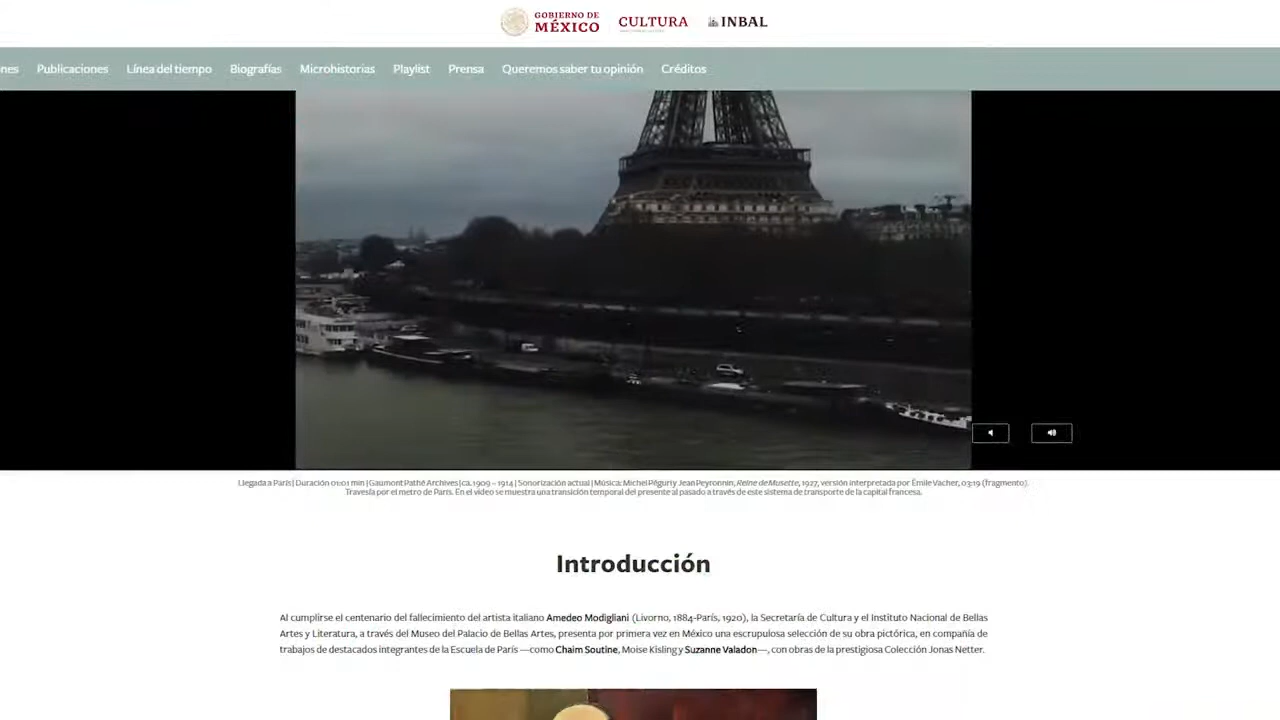 GOBIERNO DE
MÉXICO
CULTURA
INBAL
nes Publicaciones Línea del tiempo Biografías Microhistorias Playlist Prensa Queremos saber tu opinión Créditos
Llegada a París | Duración 01:01 min | Gaumont Pathé Archives | ca. 1909 – 1914 | Sonorización actual | Música: Michel Péguri y Jean Peyronnin, Reine de Musette, 1927, versión interpretada por Émile Vacher, 03:19 (fragmento).
Travesía por el metro de París. En el video se muestra una transición temporal del presente al pasado a través de este sistema de transporte de la capital francesa.
Introducción
Al cumplirse el centenario del fallecimiento del artista italiano Amedeo Modigliani (Livorno, 1884-París, 1920), la Secretaría de Cultura y el Instituto Nacional de Bellas
Artes y Literatura, a través del Museo del Palacio de Bellas Artes, presenta por primera vez en México una escrupulosa selección de su obra pictórica, en compañía de
trabajos de destacados integrantes de la Escuela de París —como Chaim Soutine, Moise Kisling y Suzanne Valadon—, con obras de la prestigiosa Colección Jonas Netter.